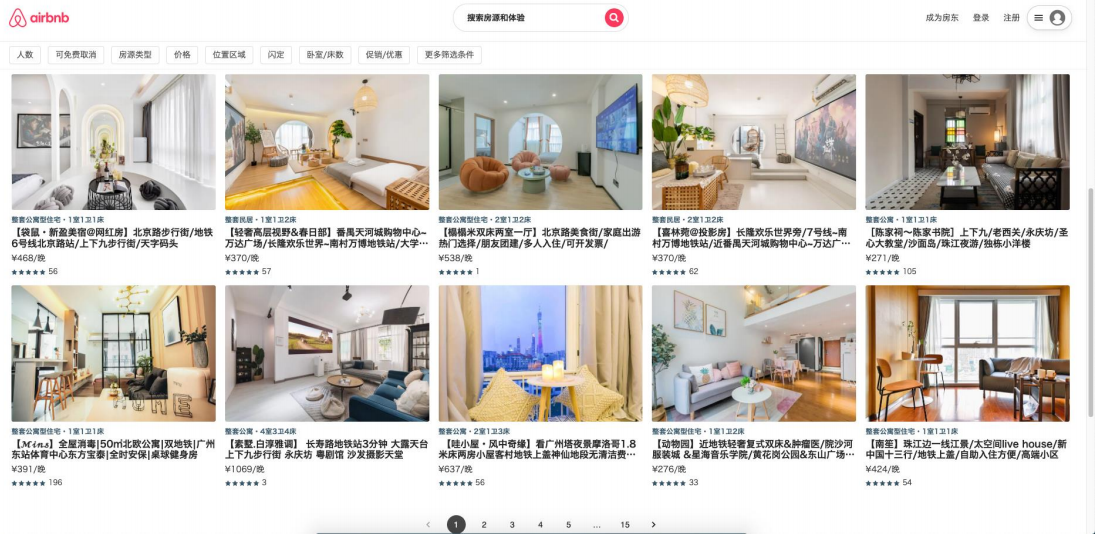 airbnb
搜索房源和体验
成为房东 登录 注册
人数 可免费取消 房源类型 价格 位置区域 闪定 卧室/床数 促销/优惠 更多筛选条件
整套公寓型住宅・1室1卫1床
【袋鼠・新盈美宿@网红房】北京路步行街/地铁
6号线北京路站/上下九步行街/天字码头
¥468/晚
★★★★★ 56
整套民居・1室1卫2床
【轻奢高层视野&春日部】番禺天河城购物中心~
万达广场/长隆欢乐世界~南村万博地铁站/大学…
¥370/晚
★★★★★ 57
整套公寓型住宅・2室1卫2床
【榻榻米双床两室一厅】北京路美食街/家庭出游
热门选择/朋友团建/多人入住/可开发票/
¥538/晚
★★★★★ 1
整套民居・2室1卫2床
【喜林苑@投影房】长隆欢乐世界旁/7号线~南
村万博地铁站/近番禺天河城购物中心~万达广…
¥370/晚
★★★★★ 62
整套公寓・1室1卫1床
【陈家祠～陈家书院】上下九/老西关/永庆坊/圣
心大教堂/沙面岛/珠江夜游/独栋小洋楼
¥271/晚
★★★★★ 105
整套公寓型住宅・1室1卫1床
【𝓜𝓲𝓷𝓼】全屋消毒|50㎡北欧公寓|双地铁|广州
东站体育中心东方宝泰|全时安保|桌球健身房
¥391/晚
★★★★★ 196
整套公寓・4室3卫4床
【素墅.白淳雅调】 长寿路地铁站3分钟 大露天台
上下九步行街 永庆坊 粤剧馆 沙发摄影天堂
¥1069/晚
★★★★★ 3
整套公寓型住宅・2室1卫3床
【哇小屋・风中奇缘】看广州塔夜景摩洛哥1.8
米床两房小屋客村地铁上盖神仙地段无清洁费…
¥637/晚
★★★★★ 56
整套公寓型住宅・1室1卫2床
【动物园】近地铁轻奢复式双床&肿瘤医/院沙河
服装城 &星海音乐学院/黄花岗公园&东山广场…
¥276/晚
★★★★★ 33
整套公寓型住宅・1室1卫1床
【南笙】珠江边一线江景/太空间live house/新
中国十三行/地铁上盖/自助入住方便/高端小区
¥424/晚
★★★★★ 54
‹ 1 2 3 4 5 … 15 ›